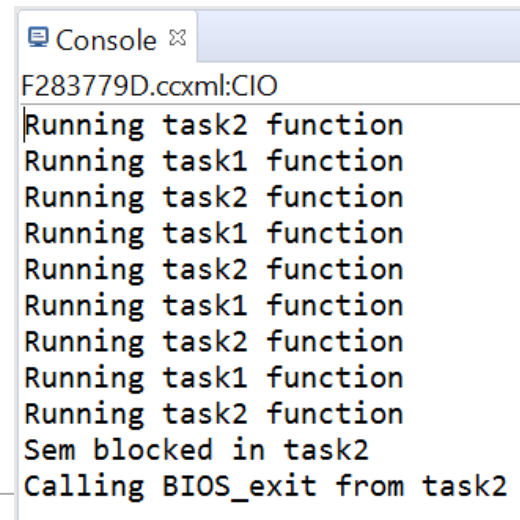 Console
F283779D.ccxml:CIO
Running task2 function
Running task1 function
Running task2 function
Running task1 function
Running task2 function
Running task1 function
Running task2 function
Running task1 function
Running task2 function
Sem blocked in task2
Calling BIOS_exit from task2